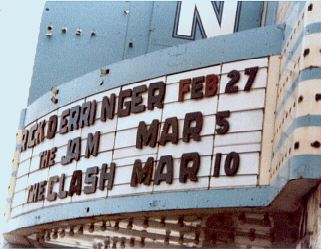 N
RICK DERRINGER FEB 27
THE JAM MAR 5
THE CLASH MAR 10